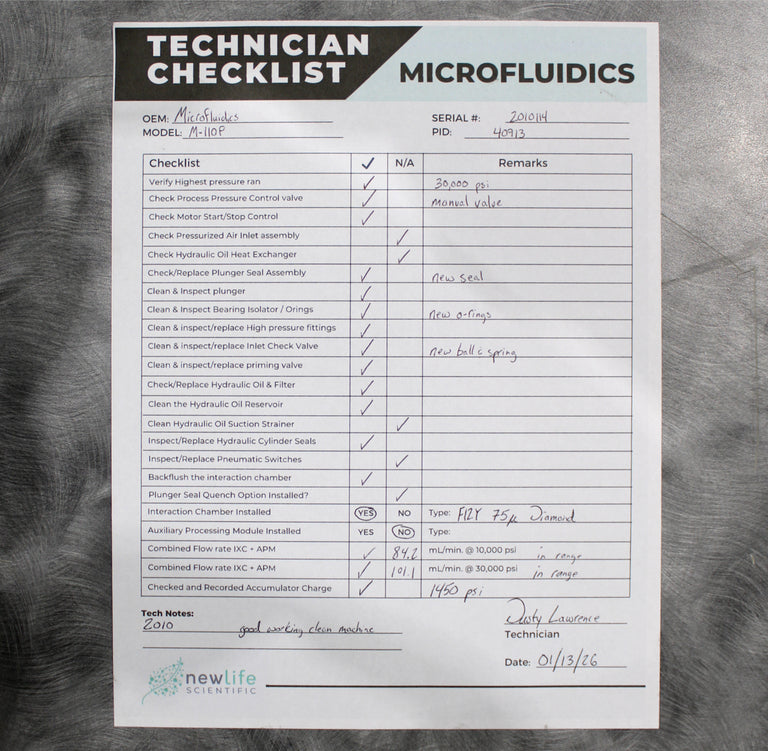 TECHNICIAN
CHECKLIST
MICROFLUIDICS
OEM: Microfluidics
SERIAL #: 2010114
MODEL: M-110P
PID: 40913
Checklist ✓ N/A Remarks
Verify Highest pressure ran ✓ 30,000 psi
Check Process Pressure Control valve ✓ manual valve
Check Motor Start/Stop Control ✓
Check Pressurized Air Inlet assembly ✓
Check Hydraulic Oil Heat Exchanger ✓
Check/Replace Plunger Seal Assembly ✓ new seal
Clean & Inspect plunger ✓
Clean & Inspect Bearing Isolator / Orings ✓ new o-rings
Clean & inspect/replace High pressure fittings ✓
Clean & inspect/replace Inlet Check Valve ✓ new ball & spring
Clean & inspect/replace priming valve ✓
Check/Replace Hydraulic Oil & Filter ✓
Clean the Hydraulic Oil Reservoir ✓
Clean Hydraulic Oil Suction Strainer ✓
Inspect/Replace Hydraulic Cylinder Seals ✓
Inspect/Replace Pneumatic Switches ✓
Backflush the interaction chamber ✓
Plunger Seal Quench Option Installed? ✓
Interaction Chamber Installed YES NO Type: F12Y 75µ Diamond
Auxiliary Processing Module Installed YES NO Type:
Combined Flow rate IXC + APM ✓ 84.2 mL/min. @ 10,000 psi in range
Combined Flow rate IXC + APM ✓ 101.1 mL/min. @ 30,000 psi in range
Checked and Recorded Accumulator Charge ✓ 1450 psi
Tech Notes:
2010 good working clean machine
Dusty Lawrence
Technician
Date: 01/13/26
newlife
SCIENTIFIC